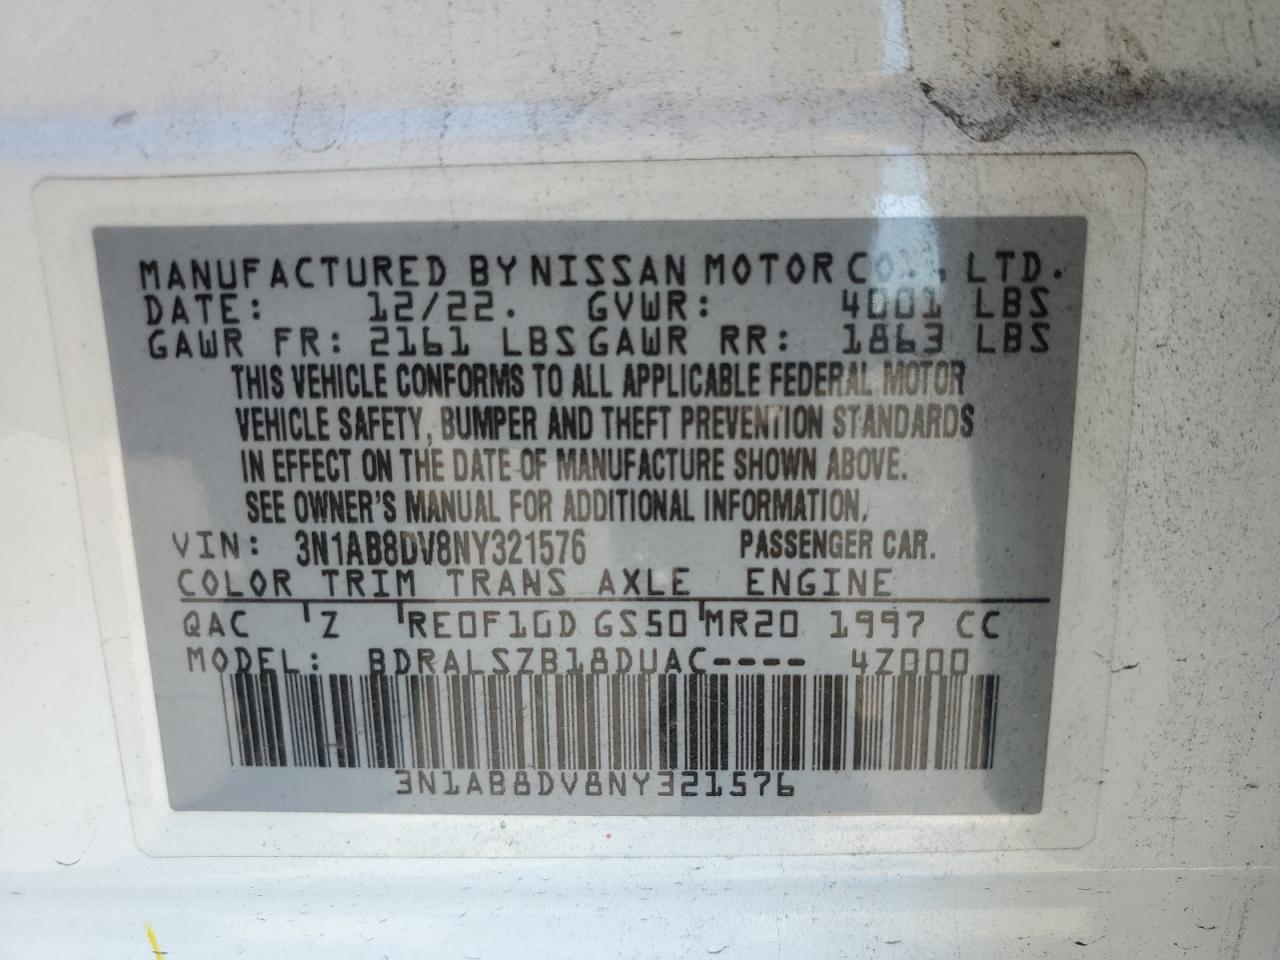 MANUFACTURED BY NISSAN MOTOR CO., LTD.
DATE: 12/22. GVWR: 4001 LBS
GAWR FR: 2161 LBS GAWR RR: 1863 LBS
THIS VEHICLE CONFORMS TO ALL APPLICABLE FEDERAL MOTOR
VEHICLE SAFETY, BUMPER AND THEFT PREVENTION STANDARDS
IN EFFECT ON THE DATE OF MANUFACTURE SHOWN ABOVE.
SEE OWNER'S MANUAL FOR ADDITIONAL INFORMATION.
VIN: 3N1AB8DV8NY321576 PASSENGER CAR.
COLOR TRIM TRANS AXLE ENGINE
QAC Z RE0F10D GS50 MR20 1997 CC
MODEL: BDRALSZB18DUAC---- 4Z000
3N1AB8DV8NY321576